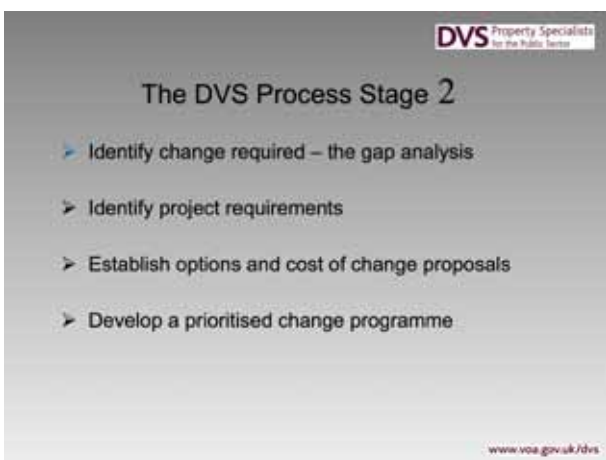 DVS Property Specialists
for the Public Sector
The DVS Process Stage 2
➢ Identify change required – the gap analysis
➢ Identify project requirements
➢ Establish options and cost of change proposals
➢ Develop a prioritised change programme
www.voa.gov.uk/dvs